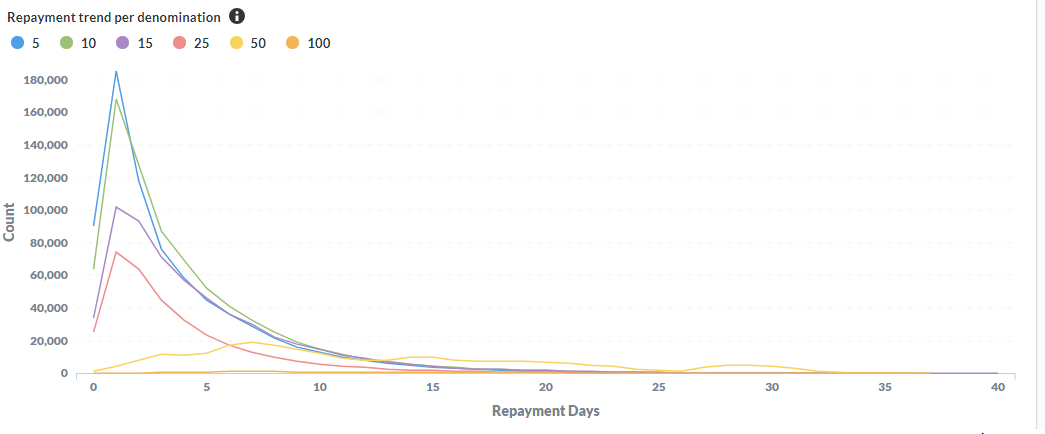 Repayment trend per denomination i
5 10 15 25 50 100
180,000
160,000
140,000
120,000
100,000
80,000
60,000
40,000
20,000
0
Count
0 5 10 15 20 25 30 35 40
Repayment Days